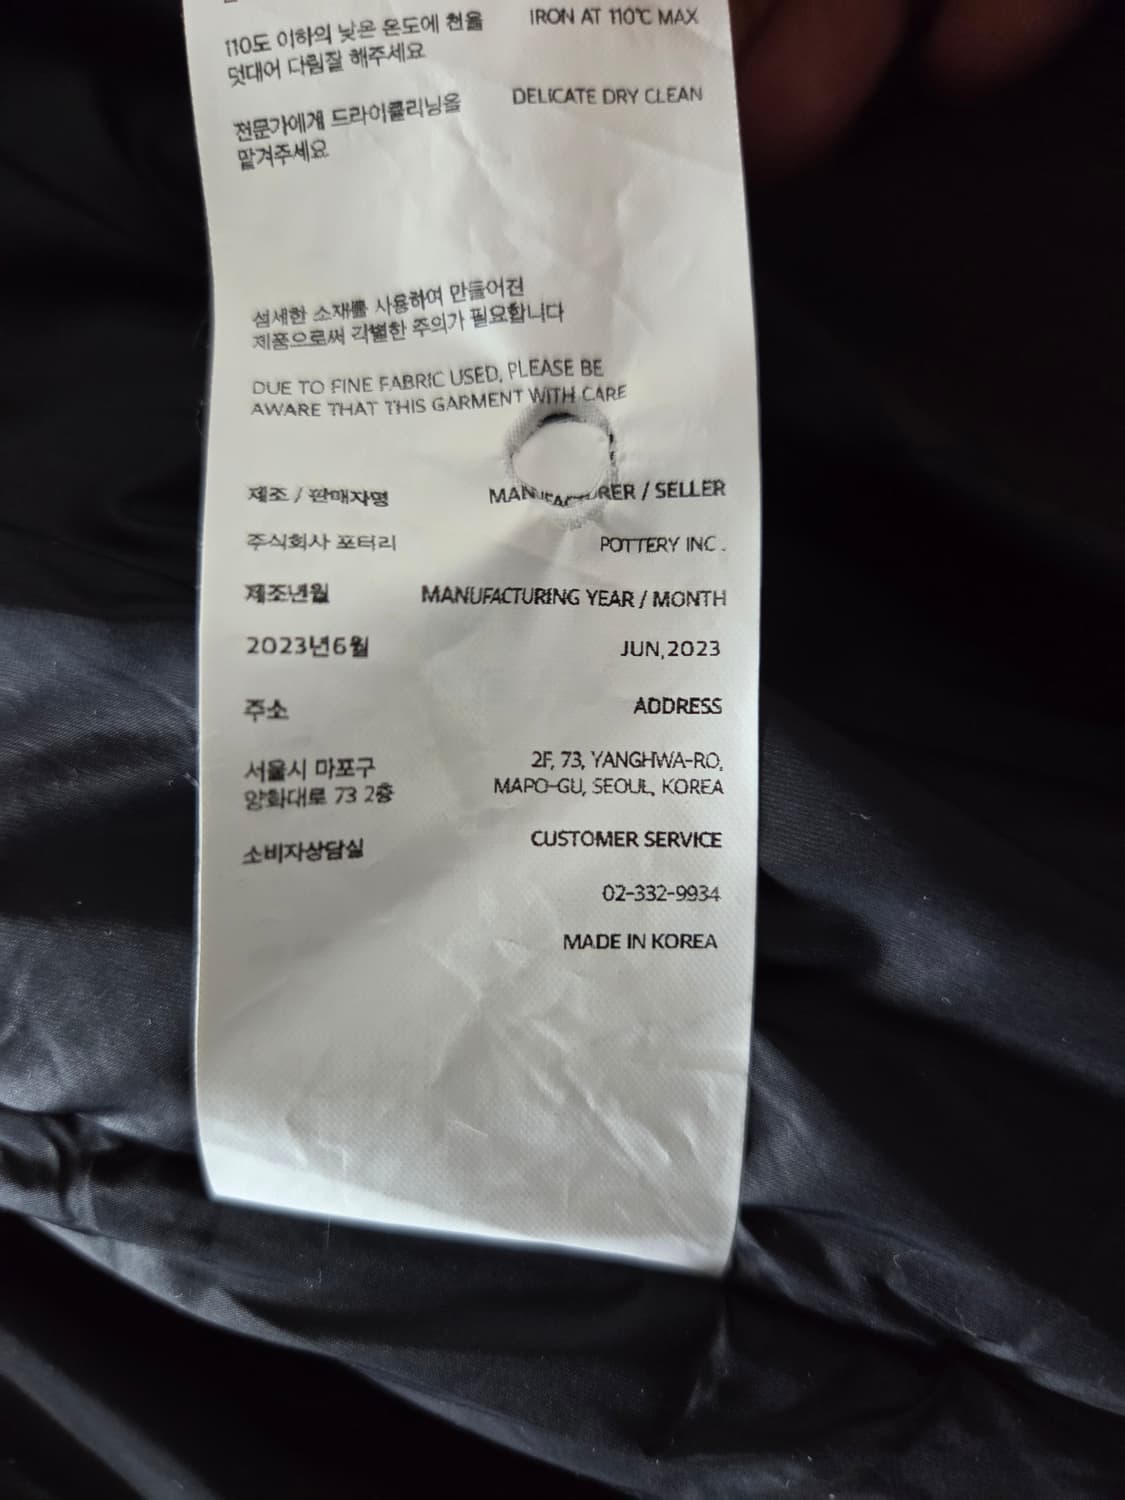 110도 이하의 낮은 온도에 천을
덧대어 다림질 해주세요
IRON AT 110℃ MAX
전문가에게 드라이클리닝을
맡겨주세요
DELICATE DRY CLEAN
섬세한 소재를 사용하여 만들어진
제품으로써 각별한 주의가 필요합니다
DUE TO FINE FABRIC USED, PLEASE BE
AWARE THAT THIS GARMENT WITH CARE
제조 / 판매자명
MANUFACTURER / SELLER
주식회사 포터리
POTTERY INC .
제조년월
MANUFACTURING YEAR / MONTH
2023년6월
JUN,2023
주소
ADDRESS
서울시 마포구
양화대로 73 2층
2F, 73, YANGHWA-RO,
MAPO-GU, SEOUL, KOREA
소비자상담실
CUSTOMER SERVICE
02-332-9934
MADE IN KOREA